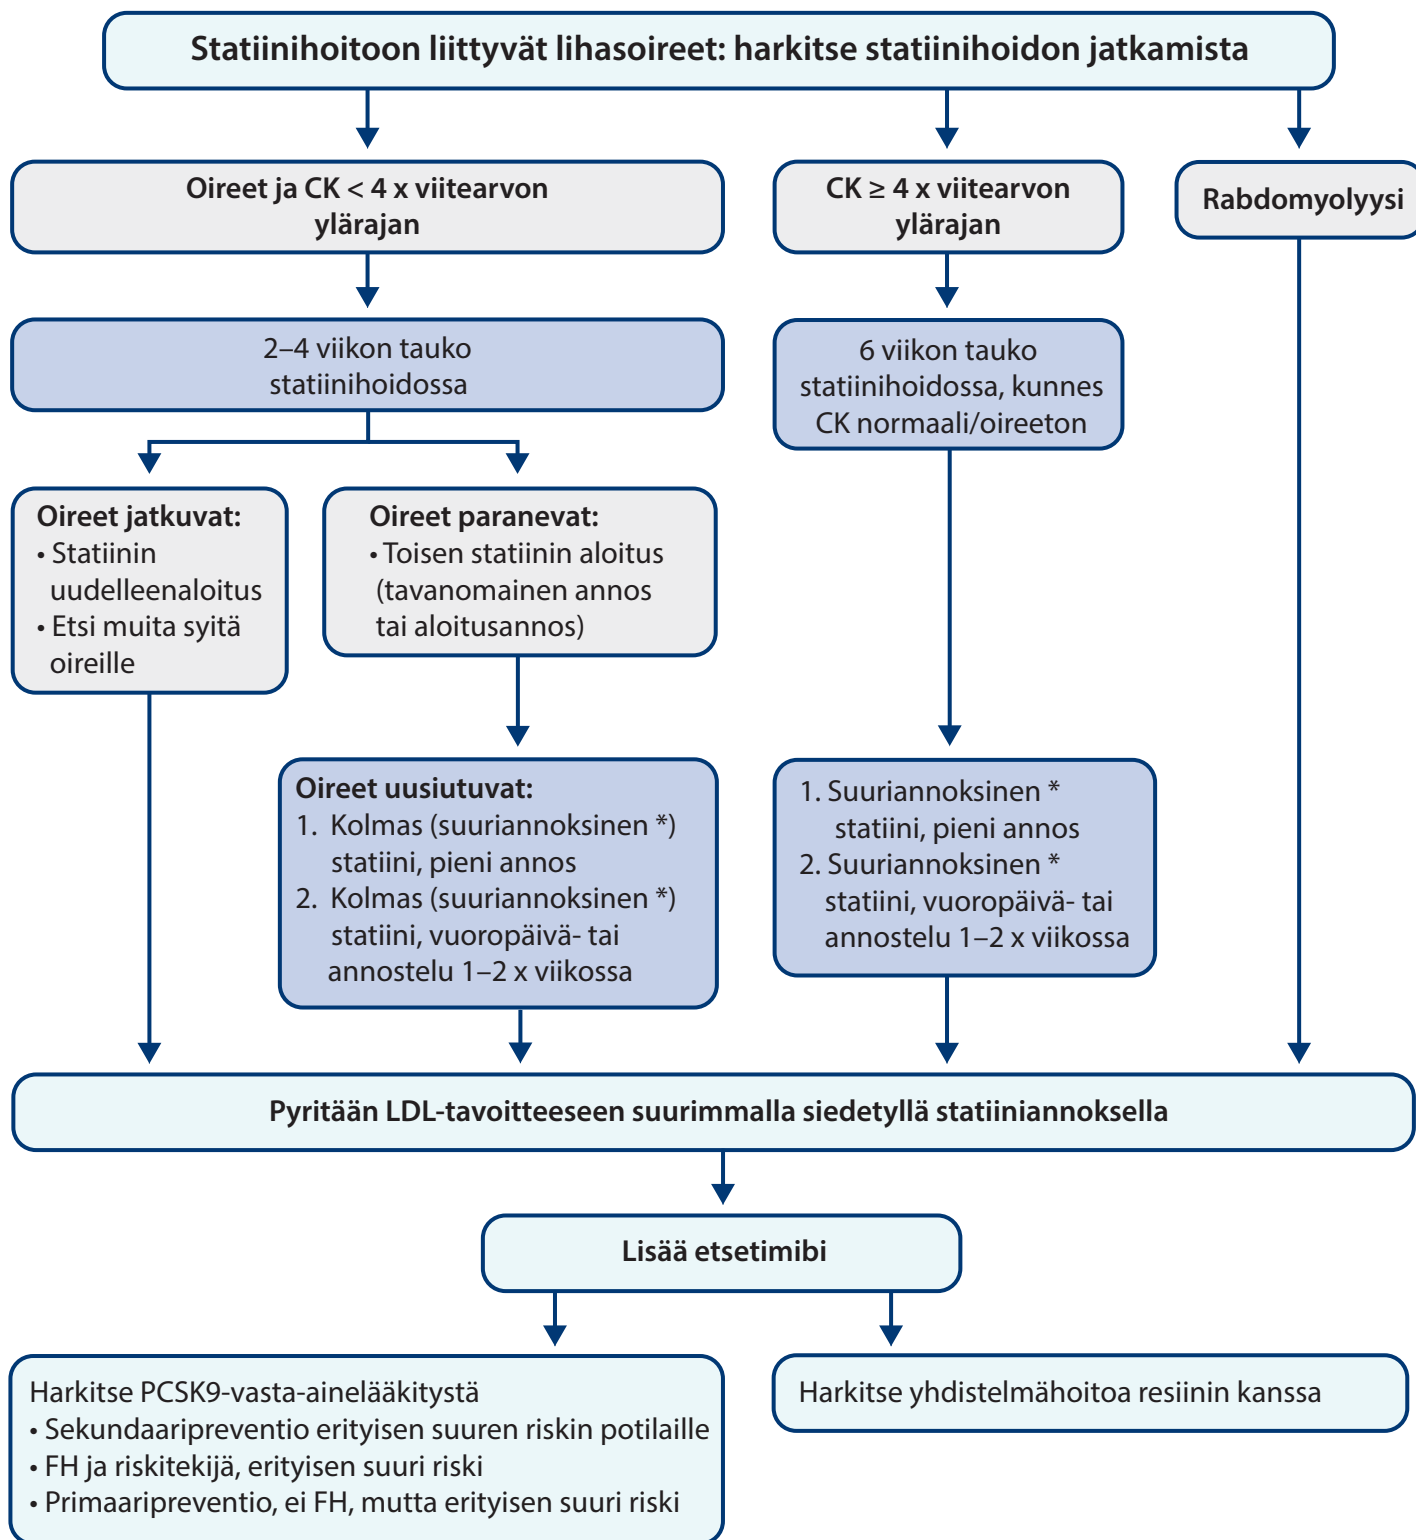 Statiinihoitoon liittyvät lihasoireet: harkitse statiinihoidon jatkamista
Oireet ja CK < 4 x viitearvon
ylärajan
CK ≥ 4 x viitearvon
ylärajan
Rabdomyolyysi
2–4 viikon tauko
statiinihoidossa
6 viikon tauko
statiinihoidossa, kunnes
CK normaali/oireeton
Oireet jatkuvat:
• Statiinin
uudelleenaloitus
• Etsi muita syitä
oireille
Oireet paranevat:
• Toisen statiinin aloitus
(tavanomainen annos
tai aloitusannos)
Oireet uusiutuvat:
1. Kolmas (suuriannoksinen *)
statiini, pieni annos
2. Kolmas (suuriannoksinen *)
statiini, vuoropäivä- tai
annostelu 1–2 x viikossa
1. Suuriannoksinen *
statiini, pieni annos
2. Suuriannoksinen *
statiini, vuoropäivä- tai
annostelu 1–2 x viikossa
Pyritään LDL-tavoitteeseen suurimmalla siedetyllä statiiniannoksella
Lisää etsetimibi
Harkitse PCSK9-vasta-ainelääkitystä
• Sekundaaripreventio erityisen suuren riskin potilaille
• FH ja riskitekijä, erityisen suuri riski
• Primaaripreventio, ei FH, mutta erityisen suuri riski
Harkitse yhdistelmähoitoa resiinin kanssa